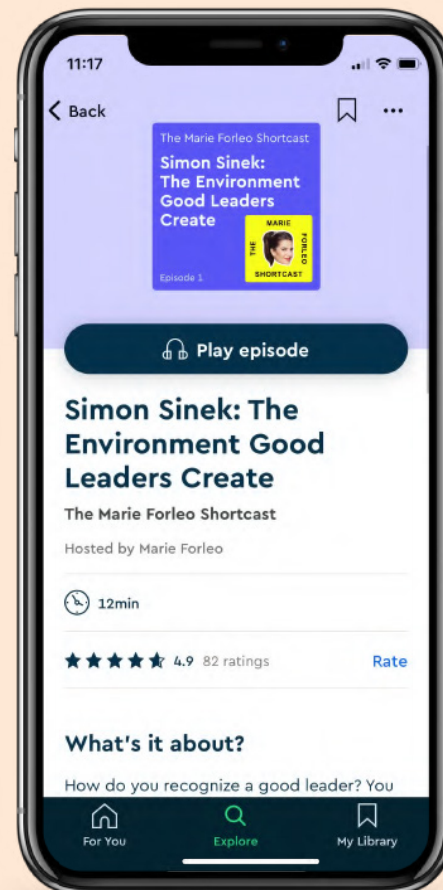 11:17
Back
The Marie Forleo Shortcast
Simon Sinek:
The Environment
Good Leaders
Create
MARIE
THE
FORLEO
SHORTCAST
Episode 1
Play episode
Simon Sinek: The
Environment Good
Leaders Create
The Marie Forleo Shortcast
Hosted by Marie Forleo
12min
4.9 82 ratings Rate
What's it about?
How do you recognize a good leader? You
For You Explore My Library